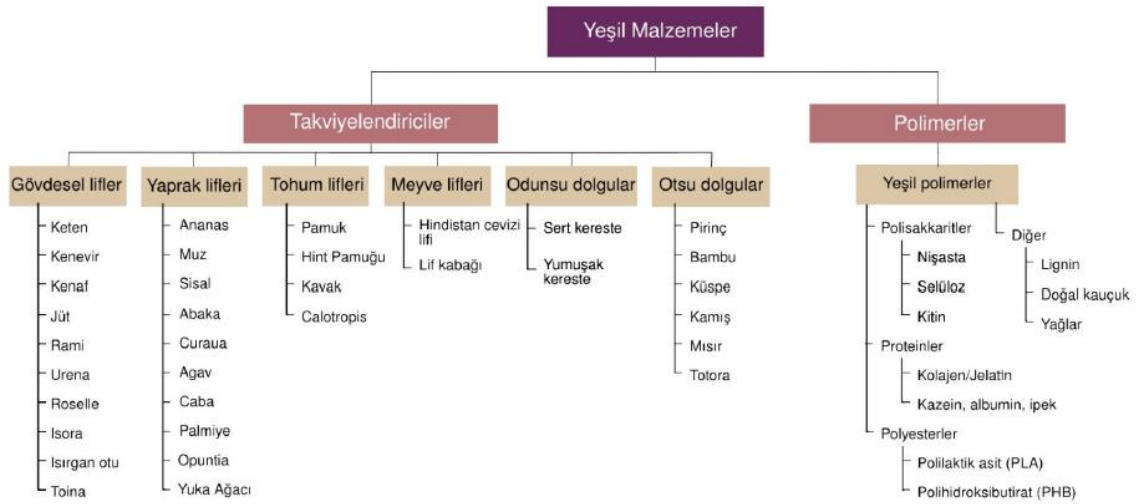 Yeşil Malzemeler
Takviyelendiriciler
Polimerler
Gövdesel lifler
Keten
Kenevir
Kenaf
Jüt
Rami
Urena
Roselle
Isora
Isırgan otu
Toina
Yaprak lifleri
Ananas
Muz
Sisal
Abaka
Curaua
Agav
Caba
Palmiye
Opuntia
Yuka Ağacı
Tohum lifleri
Pamuk
Hint Pamuğu
Kavak
Calotropis
Meyve lifleri
Hindistan cevizi
lifi
Lif kabağı
Odunsu dolgular
Sert kereste
Yumuşak
kereste
Otsu dolgular
Pirinç
Bambu
Küspe
Kamış
Mısır
Totora
Yeşil polimerler
Polisakkaritler
Nişasta
Selüloz
Kitin
Proteinler
Kolajen/Jelatin
Kazein, albumin, ipek
Polyesterler
Polilaktik asit (PLA)
Polihidroksibutirat (PHB)
Diğer
Lignin
Doğal kauçuk
Yağlar